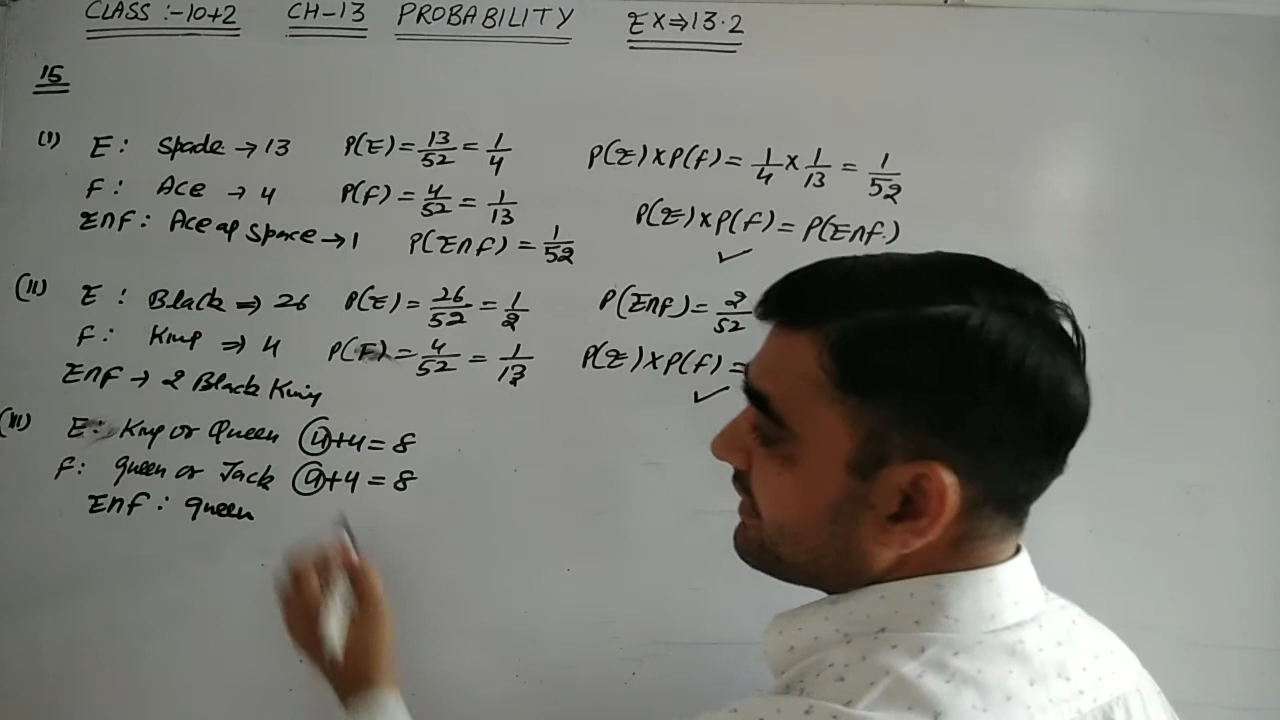 CLASS :- 10+2 CH-13 PROBABILITY EX⇒13.2
15
(I) E: Spade → 13 P(E) = 13/52 = 1/4 P(E)×P(F) = 1/4 × 1/13 = 1/52
F: Ace → 4 P(F) = 4/52 = 1/13
E∩F: Ace of Space → 1 P(E∩F) = 1/52 P(E)×P(F) = P(E∩F) ✓
(II) E: Black ⇒ 26 P(E) = 26/52 = 1/2 P(E∩F) = 2/52
F: King ⇒ 4 P(F) = 4/52 = 1/13 P(E)×P(F) = ✓
E∩F → 2 Black King
(III) E: King or Queen 4+4=8
F: queen or Jack 4+4=8
E∩F: queen